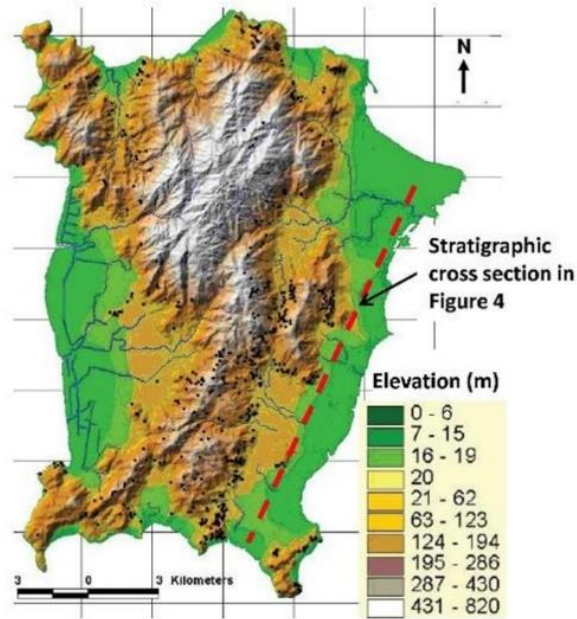 N
Stratigraphic
cross section in
Figure 4
Elevation (m)
0 - 6
7 - 15
16 - 19
20
21 - 62
63 - 123
124 - 194
195 - 286
287 - 430
431 - 820
3 0 3 Kilometers